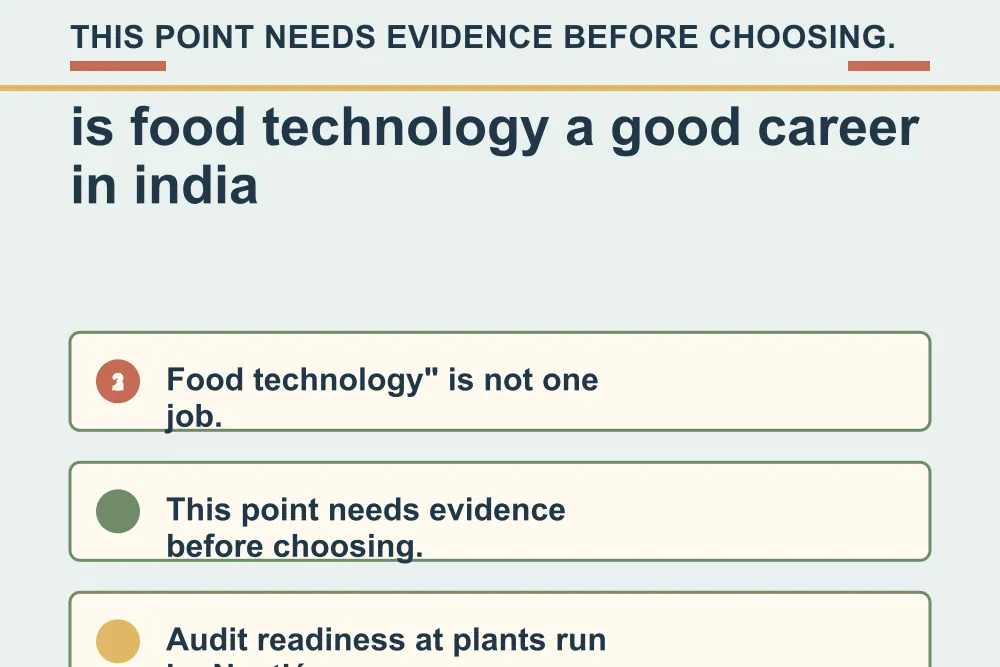 THIS POINT NEEDS EVIDENCE BEFORE CHOOSING.
is food technology a good career
in india
Food technology" is not one
job.
This point needs evidence
before choosing.
Audit readiness at plants run